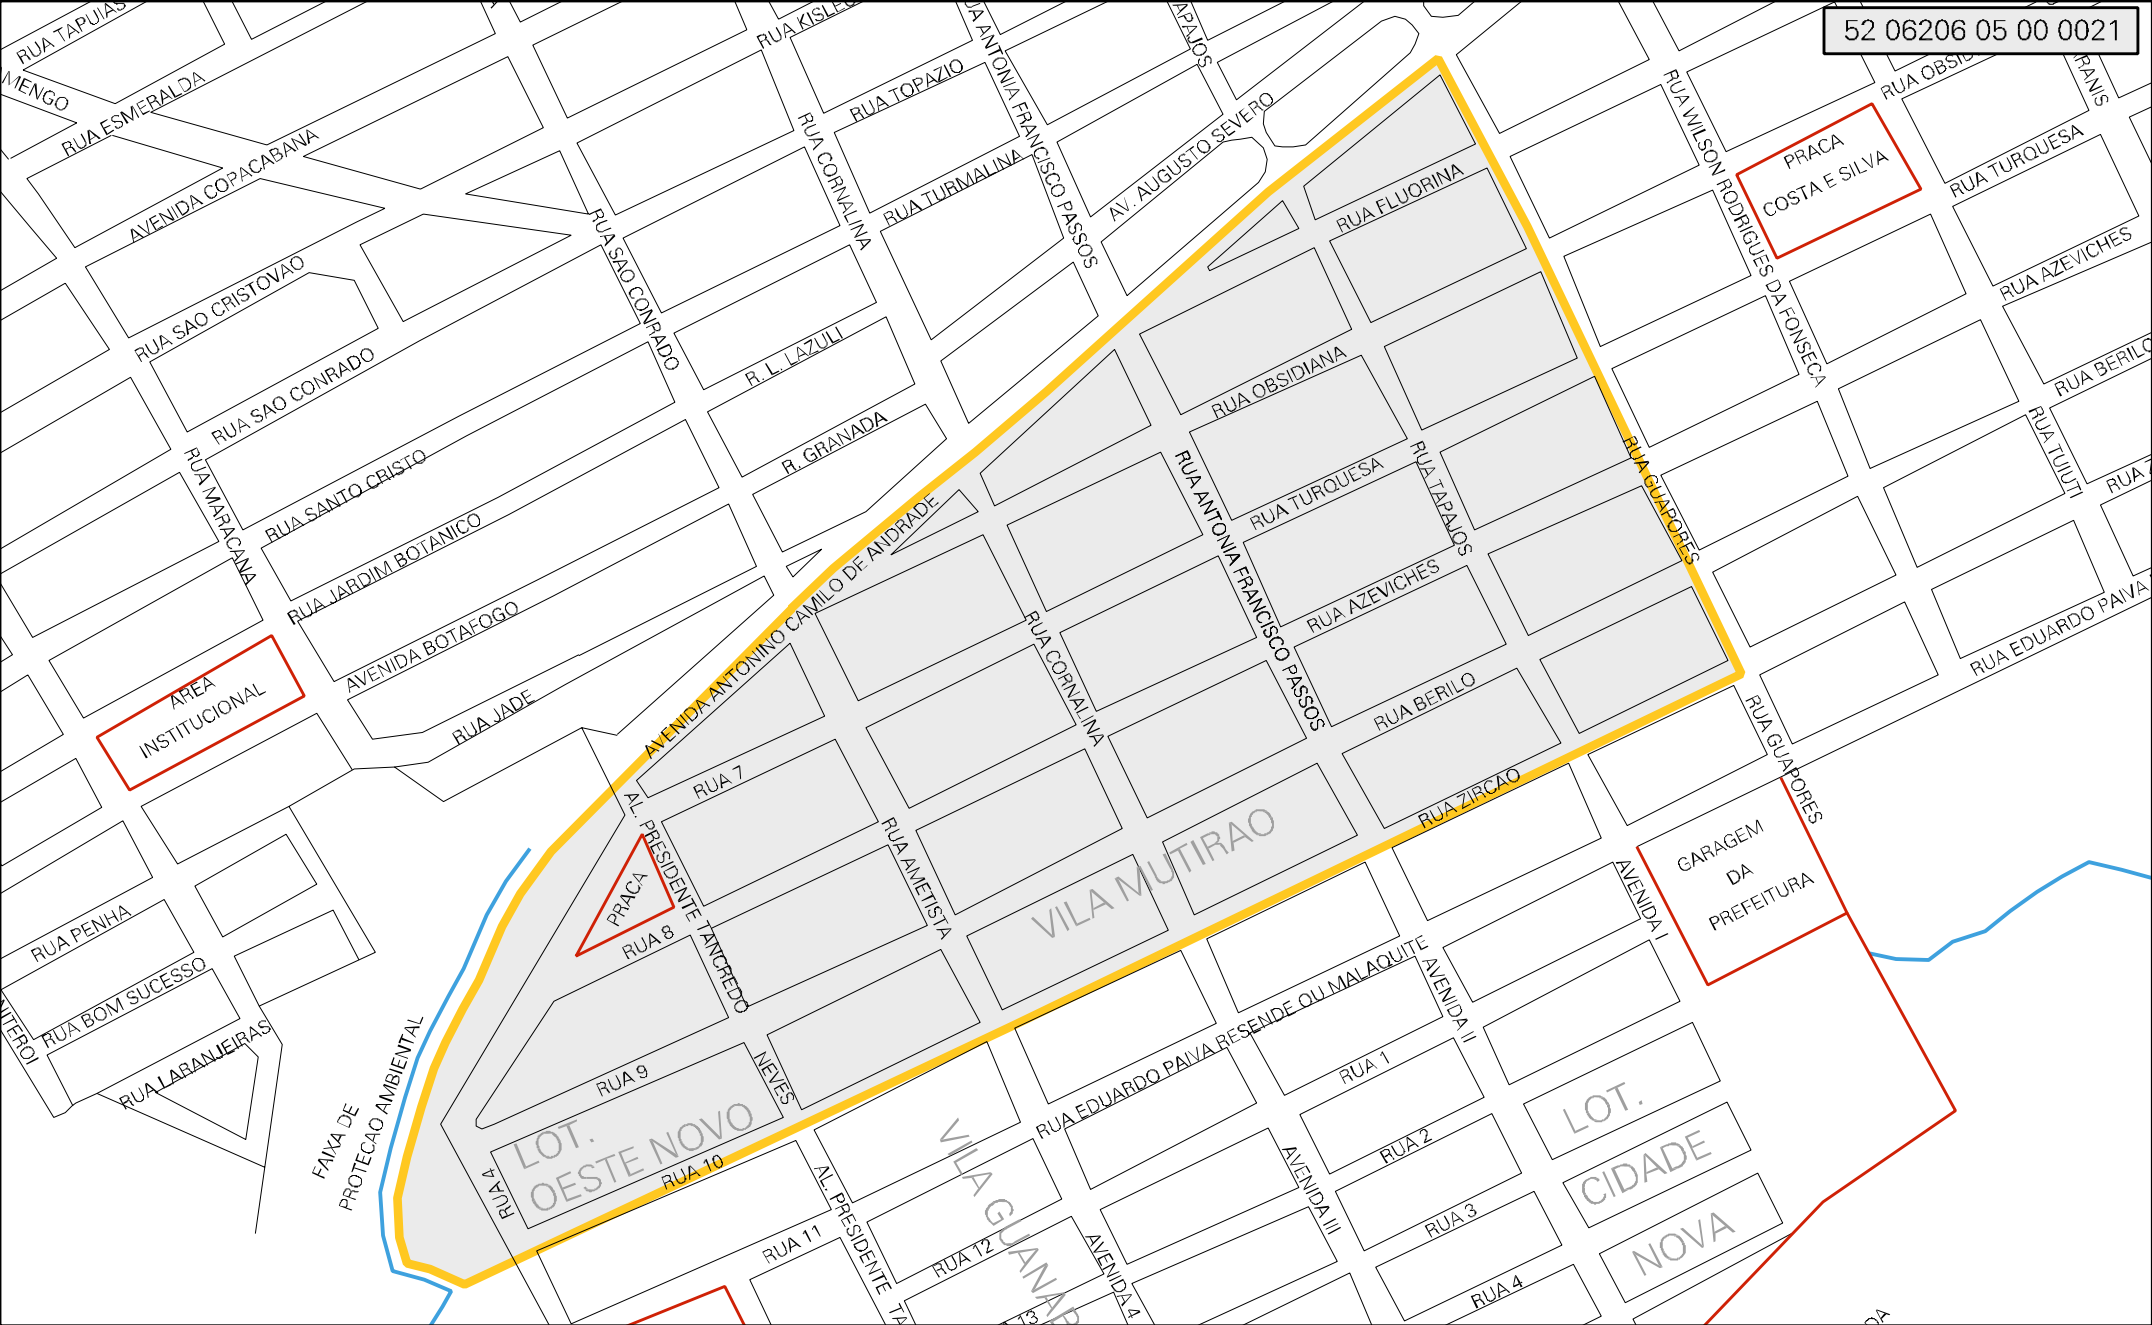 52 06206 05 00 0021
RUA TAPUIAS
RUA KISLEU
RUA ANTONIA FRANCISCO PASSOS
RUA ESMERALDA
AVENIDA COPACABANA
RUA TOPAZIO
RUA CORNALINA
RUA TURMALINA
AV. AUGUSTO SEVERO
RUA FLUORINA
RUA WILSON RODRIGUES DA FONSECA
PRACA
COSTA E SILVA
RUA TURQUESA
RUA AZEVICHES
RUA BERILO
RUA TUIUTI
RUA SAO CRISTOVAO
RUA SAO CONRADO
RUA SAO CONRADO
R. L. LAZULI
R. GRANADA
RUA OBSIDIANA
RUA MARACANA
RUA SANTO CRISTO
RUA JARDIM BOTANICO
AVENIDA BOTAFOGO
RUA JADE
AREA
INSTITUCIONAL
AVENIDA ANTONINO CAMILO DE ANDRADE
RUA ANTONIA FRANCISCO PASSOS
RUA TURQUESA
RUA TAPAJOS
RUA GUAPORES
RUA AZEVICHES
RUA CORNALINA
RUA BERILO
RUA EDUARDO PAIVA
RUA GUAPORES
RUA 7
AL. PRESIDENTE TANCREDO
NEVES
PRACA
RUA 8
RUA AMETISTA
VILA MUTIRAO
RUA ZIRCAO
GARAGEM
DA
PREFEITURA
AVENIDA I
AVENIDA II
RUA EDUARDO PAIVA RESENDE OU MALAQUITE
RUA PENHA
RUA BOM SUCESSO
RUA LARANJEIRAS
FAIXA DE
PROTECAO AMBIENTAL
RUA 9
LOT.
OESTE NOVO
RUA 4
RUA 10
RUA 1
RUA 2
RUA 3
RUA 4
LOT.
CIDADE
NOVA
AVENIDA III
AVENIDA 4
AL. PRESIDENTE
RUA 11
RUA 12
13